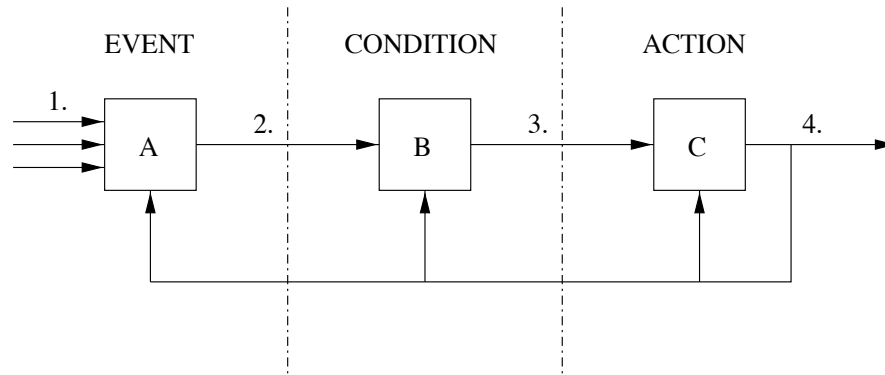 EVENT CONDITION ACTION
1. 2. 3. 4.
A B C